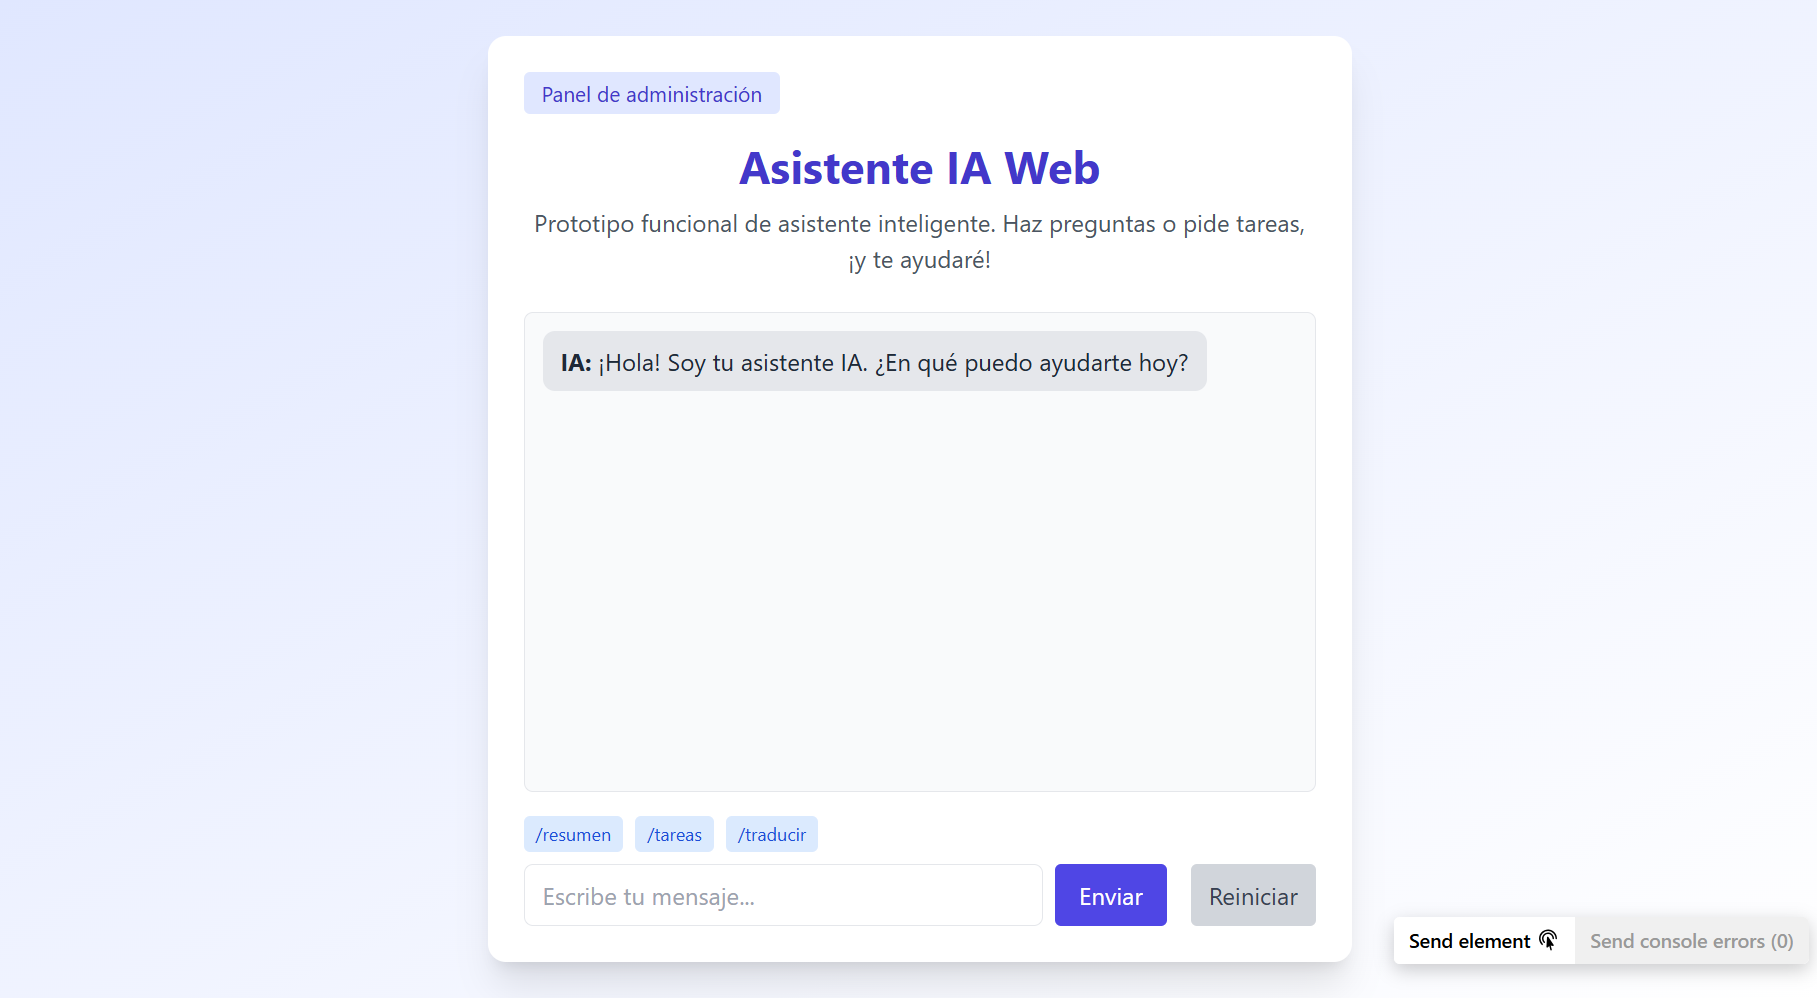 Panel de administración
Asistente IA Web
Prototipo funcional de asistente inteligente. Haz preguntas o pide tareas,
¡y te ayudaré!
IA: ¡Hola! Soy tu asistente IA. ¿En qué puedo ayudarte hoy?
/resumen /tareas /traducir
Escribe tu mensaje... Enviar Reiniciar
Send element Send console errors (0)